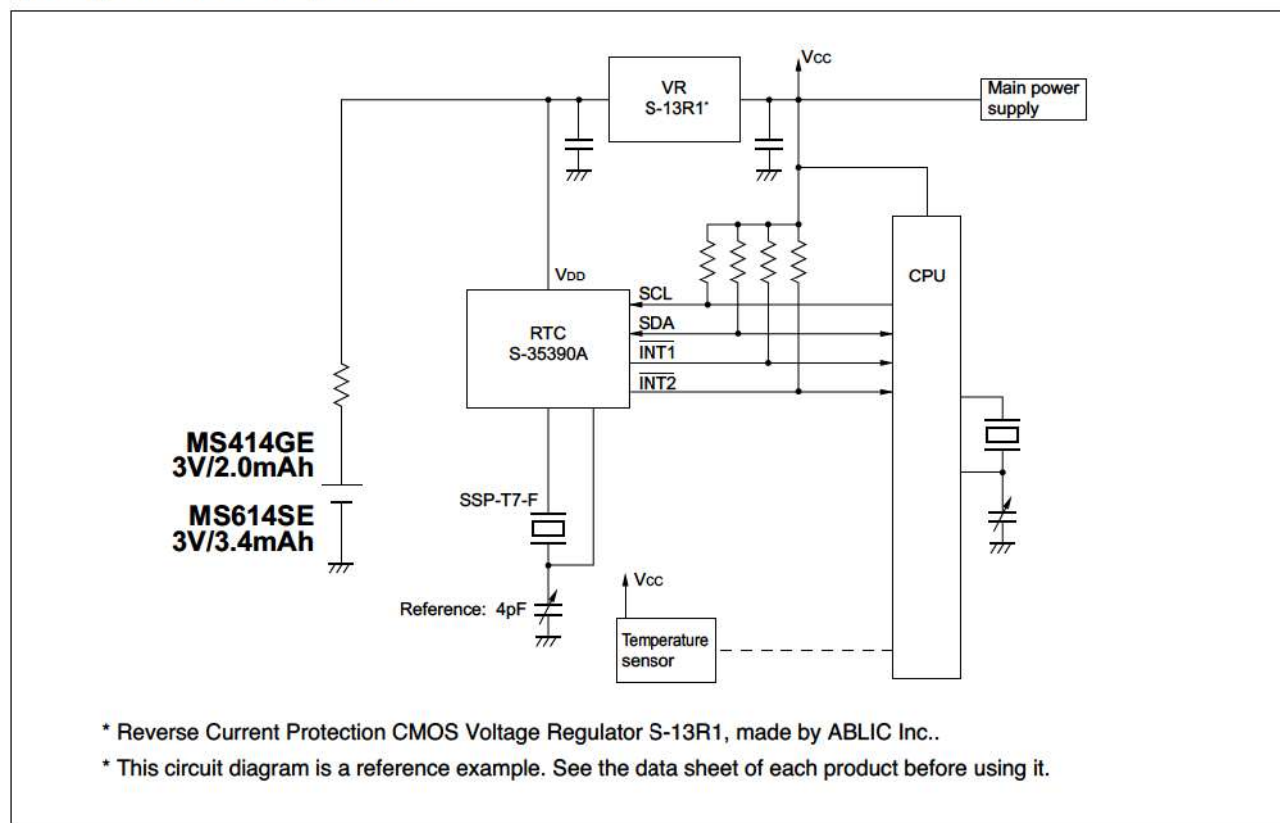 Vcc
VR
S-13R1*
Main power
supply
CPU
VDD
SCL
SDA
INT1
INT2
RTC
S-35390A
MS414GE
3V/2.0mAh
MS614SE
3V/3.4mAh
SSP-T7-F
Reference: 4pF
Vcc
Temperature
sensor
* Reverse Current Protection CMOS Voltage Regulator S-13R1, made by ABLIC Inc..
* This circuit diagram is a reference example. See the data sheet of each product before using it.